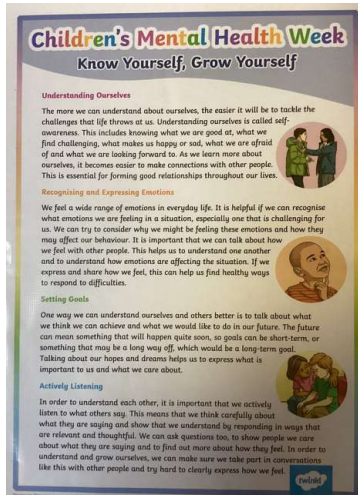 Children's Mental Health Week
Know Yourself, Grow Yourself
Understanding Ourselves
The more we can understand about ourselves, the easier it will be to tackle the
challenges that life throws at us. Understanding ourselves is called self-
awareness. This includes knowing what we are good at, what we
find challenging, what makes us happy or sad, what we are afraid
of and what we are looking forward to. As we learn more about
ourselves, it becomes easier to make connections with other people.
This is essential for forming good relationships throughout our lives.
Recognising and Expressing Emotions
We feel a wide range of emotions in everyday life. It is helpful if we can recognise
what emotions we are feeling in a situation, especially one that is challenging for
us. We can try to consider why we might be feeling these emotions and how they
may affect our behaviour. It is important that we can talk about how
we feel with other people. This helps us to understand one another
and to understand how emotions are affecting the situation. If we
express and share how we feel, this can help us find healthy ways
to respond to difficulties.
Setting Goals
One way we can understand ourselves and others better is to talk about what
we think we can achieve and what we would like to do in our future. The future
can mean something that will happen quite soon, so goals can be short-term, or
something that may be a long way off, which would be a long-term goal.
Talking about our hopes and dreams helps us to express what is
important to us and what we care about.
Actively Listening
In order to understand each other, it is important that we actively
listen to what others say. This means that we think carefully about
what they are saying and show that we understand by responding in ways that
are relevant and thoughtful. We can ask questions too, to show people we care
about what they are saying and to find out more about how they feel. In order to
understand and grow ourselves, we can make sure we take part in conversations
like this with other people and try hard to clearly express how we feel.
twinkl